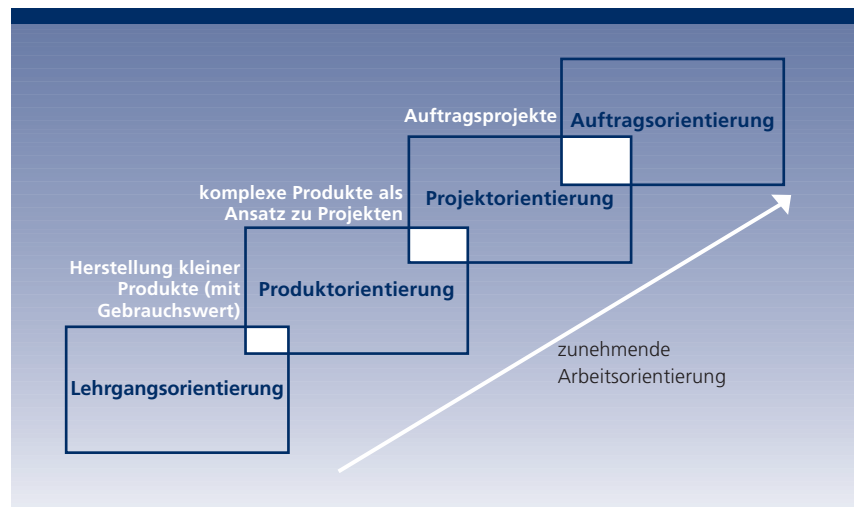 Auftragsprojekte
Auftragsorientierung
komplexe Produkte als
Ansatz zu Projekten
Projektorientierung
Herstellung kleiner
Produkte (mit
Gebrauchswert)
Produktorientierung
Lehrgangsorientierung
zunehmende
Arbeitsorientierung